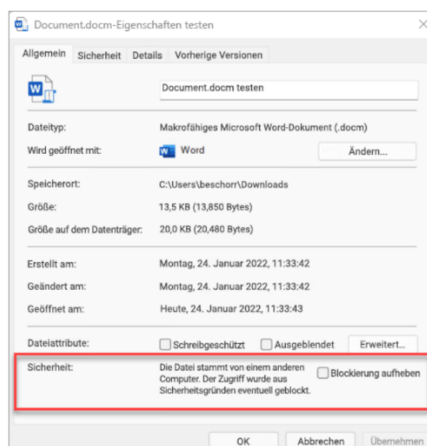 Document.docm-Eigenschaften testen
Allgemein Sicherheit Details Vorherige Versionen
Document.docm testen
Dateityp: Makrofähiges Microsoft Word-Dokument (.docm)
Wird geöffnet mit: Word Ändern...
Speicherort: C:\Users\beschorr\Downloads
Größe: 13,5 KB (13,850 Bytes)
Größe auf dem Datenträger: 20,0 KB (20,480 Bytes)
Erstellt am: Montag, 24. Januar 2022, 11:33:42
Geändert am: Montag, 24. Januar 2022, 11:33:42
Geöffnet am: Heute, 24. Januar 2022, 11:33:43
Dateiattribute: Schreibgeschützt Ausgeblendet Erweitert...
Sicherheit: Die Datei stammt von einem anderen
Computer. Der Zugriff wurde aus
Sicherheitsgründen eventuell geblockt.
Blockierung aufheben
OK Abbrechen Übernehmen